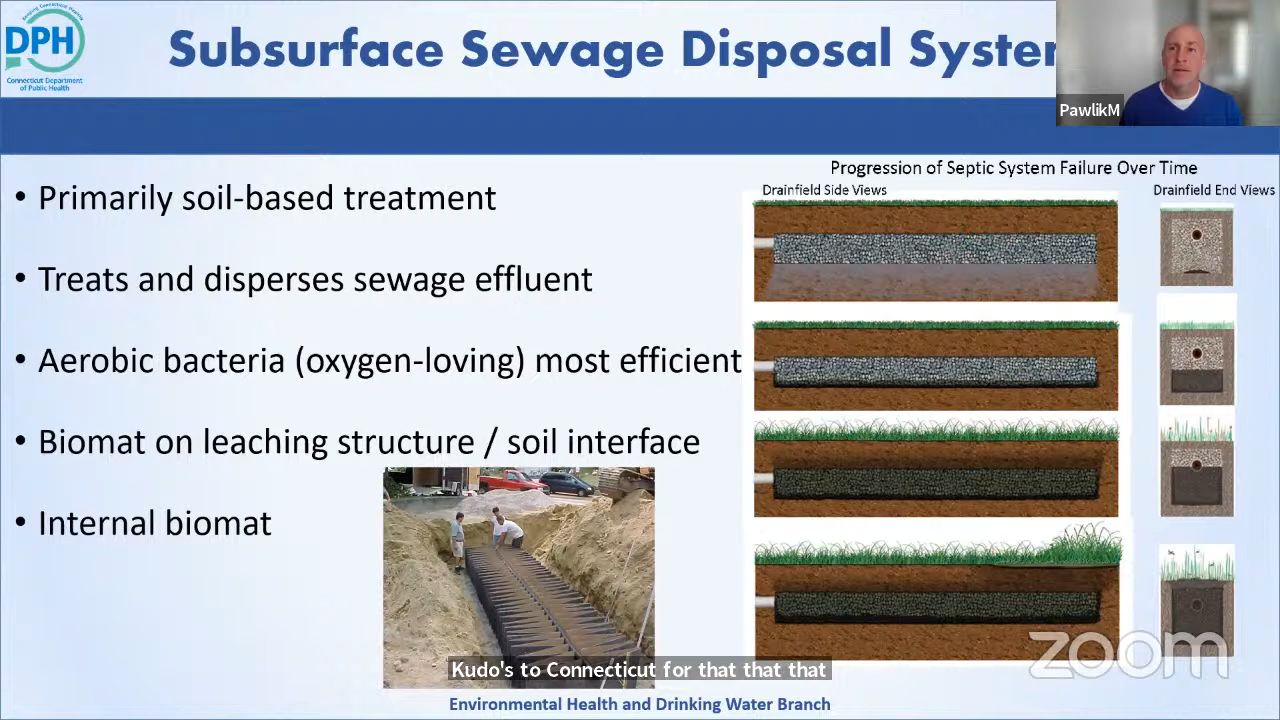 Keeping Connecticut Healthy
DPH
Connecticut Department
of Public Health
Subsurface Sewage Disposal System
PawlikM
Progression of Septic System Failure Over Time
Drainfield Side Views
Drainfield End Views
• Primarily soil-based treatment
• Treats and disperses sewage effluent
• Aerobic bacteria (oxygen-loving) most efficient
• Biomat on leaching structure / soil interface
• Internal biomat
zoom
Kudo's to Connecticut for that that that
Environmental Health and Drinking Water Branch